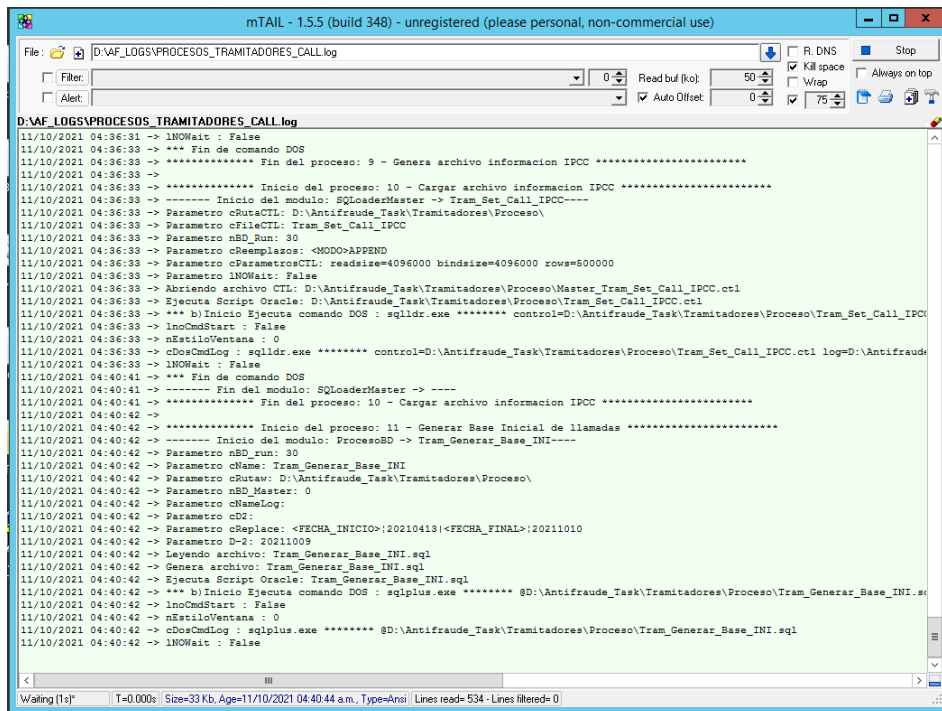 mTAIL - 1.5.5 (build 348) - unregistered (please personal, non-commercial use)
File: D:\AF_LOGS\PROCESOS_TRAMITADORES_CALL.log
R. DNS
Stop
Filter:
0
Read buf (ko):
50
Kill space
Always on top
Wrap
Alert:
Auto Offset
0
75
D:\AF_LOGS\PROCESOS_TRAMITADORES_CALL.log
11/10/2021 04:36:31 -> lNOWait : False
11/10/2021 04:36:33 -> *** Fin de comando DOS
11/10/2021 04:36:33 -> ************** Fin del proceso: 9 - Genera archivo informacion IPCC ************************
11/10/2021 04:36:33 ->
11/10/2021 04:36:33 -> ************** Inicio del proceso: 10 - Cargar archivo informacion IPCC ************************
11/10/2021 04:36:33 -> ------- Inicio del modulo: SQLoaderMaster -> Tram_Set_Call_IPCC----
11/10/2021 04:36:33 -> Parametro cRutaCTL: D:\Antifraude_Task\Tramitadores\Proceso\
11/10/2021 04:36:33 -> Parametro cFileCTL: Tram_Set_Call_IPCC
11/10/2021 04:36:33 -> Parametro nBD_Run: 30
11/10/2021 04:36:33 -> Parametro cReemplazos: <MODO>APPEND
11/10/2021 04:36:33 -> Parametro cParametrosCTL: readsize=4096000 bindsize=4096000 rows=500000
11/10/2021 04:36:33 -> Parametro lNOWait: False
11/10/2021 04:36:33 -> Abriendo archivo CTL: D:\Antifraude_Task\Tramitadores\Proceso\Master_Tram_Set_Call_IPCC.ctl
11/10/2021 04:36:33 -> Ejecuta Script Oracle: D:\Antifraude_Task\Tramitadores\Proceso\Tram_Set_Call_IPCC.ctl
11/10/2021 04:36:33 -> *** b)Inicio Ejecuta comando DOS : sqlldr.exe ******** control=D:\Antifraude_Task\Tramitadores\Proceso\Tram_Set_Call_IPCC
11/10/2021 04:36:33 -> lnoCmdStart : False
11/10/2021 04:36:33 -> nEstiloVentana : 0
11/10/2021 04:36:33 -> cDosCmdLog : sqlldr.exe ******** control=D:\Antifraude_Task\Tramitadores\Proceso\Tram_Set_Call_IPCC.ctl log=D:\Antifraude
11/10/2021 04:36:33 -> lNOWait : False
11/10/2021 04:40:41 -> *** Fin de comando DOS
11/10/2021 04:40:41 -> ------- Fin del modulo: SQLoaderMaster -> ----
11/10/2021 04:40:41 -> ************** Fin del proceso: 10 - Cargar archivo informacion IPCC ************************
11/10/2021 04:40:42 ->
11/10/2021 04:40:42 -> ************** Inicio del proceso: 11 - Generar Base Inicial de llamadas ************************
11/10/2021 04:40:42 -> ------- Inicio del modulo: ProcesoBD -> Tram_Generar_Base_INI----
11/10/2021 04:40:42 -> Parametro nBD_run: 30
11/10/2021 04:40:42 -> Parametro cName: Tram_Generar_Base_INI
11/10/2021 04:40:42 -> Parametro cRutaw: D:\Antifraude_Task\Tramitadores\Proceso\
11/10/2021 04:40:42 -> Parametro nBD_Master: 0
11/10/2021 04:40:42 -> Parametro cNameLog:
11/10/2021 04:40:42 -> Parametro cD2:
11/10/2021 04:40:42 -> Parametro cReplace: <FECHA_INICIO>¦20210413|<FECHA_FINAL>¦20211010
11/10/2021 04:40:42 -> Parametro D-2: 20211009
11/10/2021 04:40:42 -> Leyendo archivo: Tram_Generar_Base_INI.sql
11/10/2021 04:40:42 -> Genera archivo: Tram_Generar_Base_INI.sql
11/10/2021 04:40:42 -> Ejecuta Script Oracle: Tram_Generar_Base_INI.sql
11/10/2021 04:40:42 -> *** b)Inicio Ejecuta comando DOS : sqlplus.exe ******** @D:\Antifraude_Task\Tramitadores\Proceso\Tram_Generar_Base_INI.sq
11/10/2021 04:40:42 -> lnoCmdStart : False
11/10/2021 04:40:42 -> nEstiloVentana : 0
11/10/2021 04:40:42 -> cDosCmdLog : sqlplus.exe ******** @D:\Antifraude_Task\Tramitadores\Proceso\Tram_Generar_Base_INI.sql
11/10/2021 04:40:42 -> lNOWait : False
Waiting (1s)* T=0.000s Size=33 Kb, Age=11/10/2021 04:40:44 a.m., Type=Ansi Lines read= 534 - Lines filtered= 0